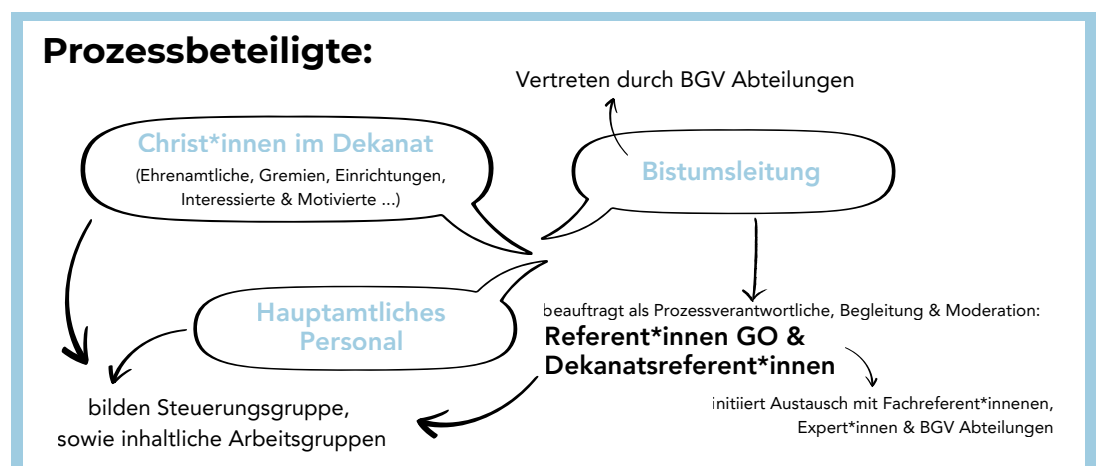 Prozessbeteiligte:
Vertreten durch BGV Abteilungen
Christ*innen im Dekanat
(Ehrenamtliche, Gremien, Einrichtungen,
Interessierte & Motivierte ...)
Bistumsleitung
Hauptamtliches
Personal
beauftragt als Prozessverantwortliche, Begleitung & Moderation:
Referent*innen GO &
Dekanatsreferent*innen
initiiert Austausch mit Fachreferent*innenen,
Expert*innen & BGV Abteilungen
bilden Steuerungsgruppe,
sowie inhaltliche Arbeitsgruppen